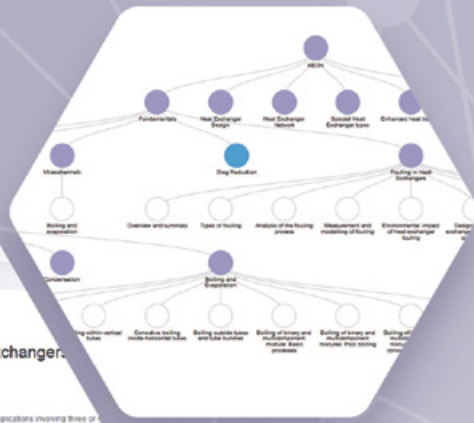 HEDH
Fundamentals
Heat Exchanger
Design
Heat Exchanger
Network
Special Heat
Exchanger types
Enhanced heat
Microchannels
Drag Reduction
Fouling in Heat
Exchangers
Boiling and
evaporation
Overview and summary
Types of fouling
Analysis of the fouling
process
Measurement and
modelling of fouling
Environmental impact
of heat exchanger
fouling
Condensation
Boiling and
Evaporation
within vertical
tubes
Convective boiling
inside horizontal tubes
Boiling outside tubes
and tube bundles
Boiling of binary and
multicomponent
mixtures: Basic
processes
Boiling of binary and
multicomponent
mixtures: Pool boiling
involving three or